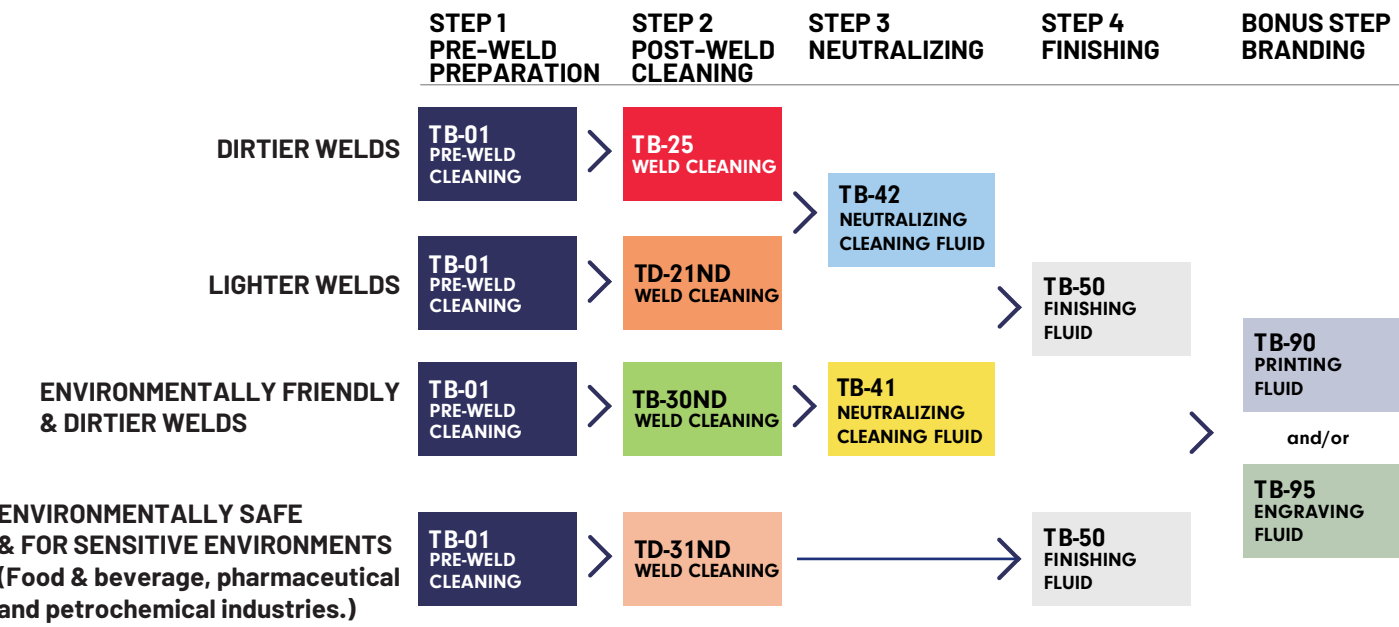 STEP 1
PRE-WELD
PREPARATION
STEP 2
POST-WELD
CLEANING
STEP 3
NEUTRALIZING
STEP 4
FINISHING
BONUS STEP
BRANDING
DIRTIER WELDS
TB-01
PRE-WELD
CLEANING
TB-25
WELD CLEANING
TB-42
NEUTRALIZING
CLEANING FLUID
LIGHTER WELDS
TB-01
PRE-WELD
CLEANING
TD-21ND
WELD CLEANING
TB-50
FINISHING
FLUID
ENVIRONMENTALLY FRIENDLY
& DIRTIER WELDS
TB-01
PRE-WELD
CLEANING
TB-30ND
WELD CLEANING
TB-41
NEUTRALIZING
CLEANING FLUID
TB-90
PRINTING
FLUID
and/or
TB-95
ENGRAVING
FLUID
ENVIRONMENTALLY SAFE
& FOR SENSITIVE ENVIRONMENTS
(Food & beverage, pharmaceutical
and petrochemical industries.)
TB-01
PRE-WELD
CLEANING
TD-31ND
WELD CLEANING
TB-50
FINISHING
FLUID